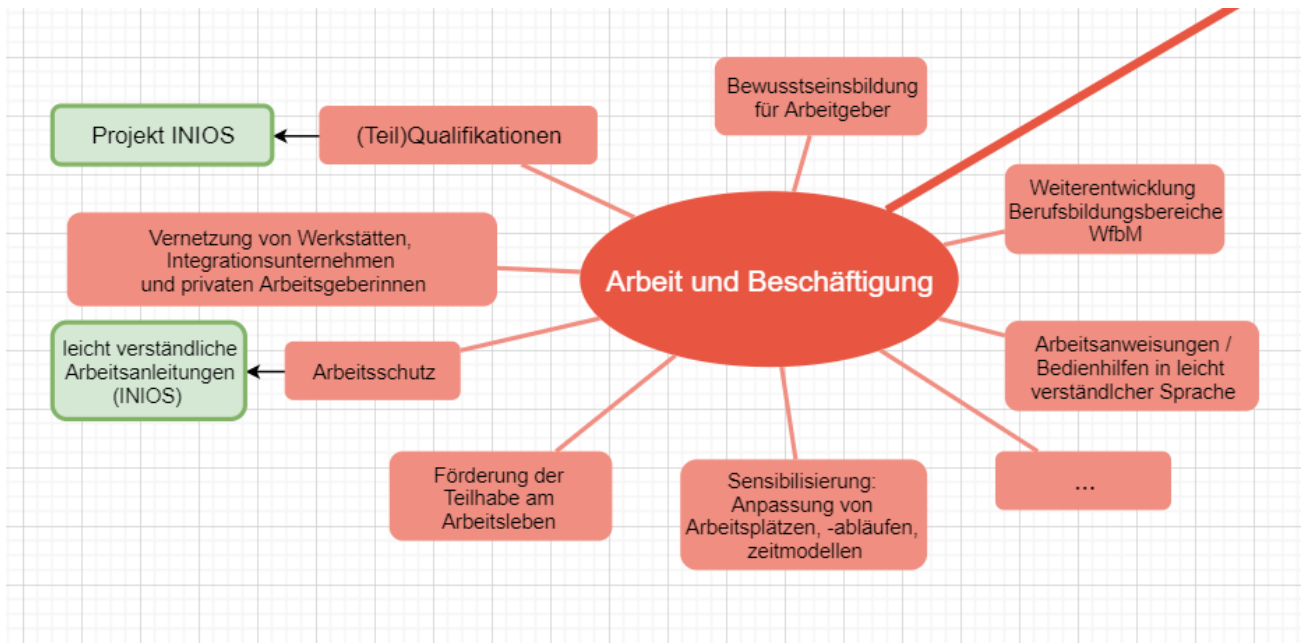 Bewusstseinsbildung
für Arbeitgeber
Projekt INIOS
(Teil)Qualifikationen
Weiterentwicklung
Berufsbildungsbereiche
WfbM
Vernetzung von Werkstätten,
Integrationsunternehmen
und privaten Arbeitsgeberinnen
Arbeit und Beschäftigung
leicht verständliche
Arbeitsanleitungen
(INIOS)
Arbeitsschutz
Arbeitsanweisungen /
Bedienhilfen in leicht
verständlcher Sprache
Förderung der
Teilhabe am
Arbeitsleben
Sensibilisierung:
Anpassung von
Arbeitsplätzen, -abläufen,
zeitmodellen
...